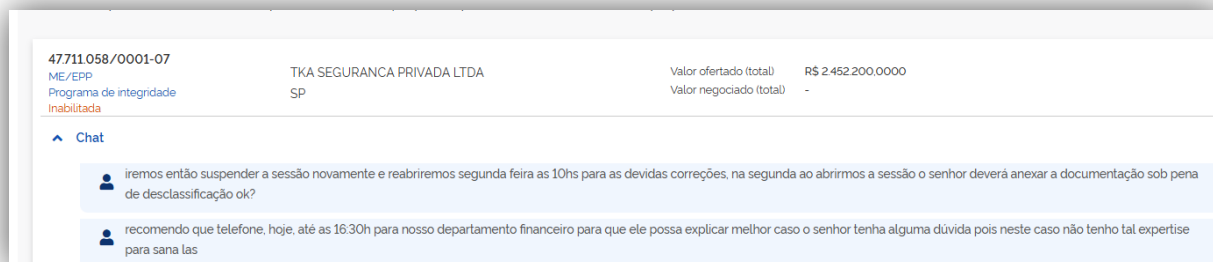 47.711.058/0001-07
ME/EPP
Programa de integridade
Inabilitada
TKA SEGURANCA PRIVADA LTDA
SP
Valor ofertado (total) R$ 2.452.200,0000
Valor negociado (total) -
Chat
iremos então suspender a sessão novamente e reabriremos segunda feira as 10hs para as devidas correções, na segunda ao abrirmos a sessão o senhor deverá anexar a documentação sob pena
de desclassificação ok?
recomendo que telefone, hoje, até as 16:30h para nosso departamento financeiro para que ele possa explicar melhor caso o senhor tenha alguma dúvida pois neste caso não tenho tal expertise
para sana las